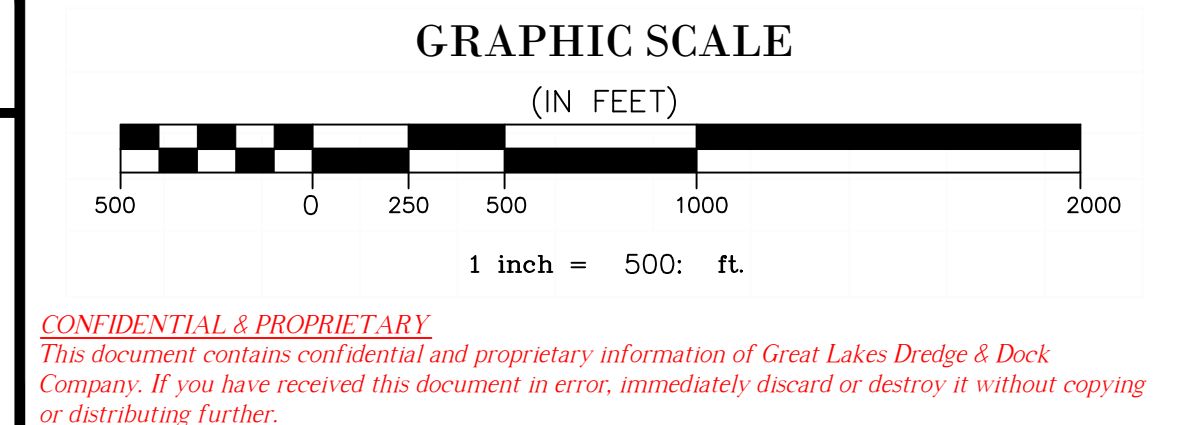 GRAPHIC SCALE
(IN FEET)
500 0 250 500 1000 2000
1 inch = 500: ft.
CONFIDENTIAL & PROPRIETARY
This document contains confidential and proprietary information of Great Lakes Dredge & Dock
Company. If you have received this document in error, immediately discard or destroy it without copying
or distributing further.